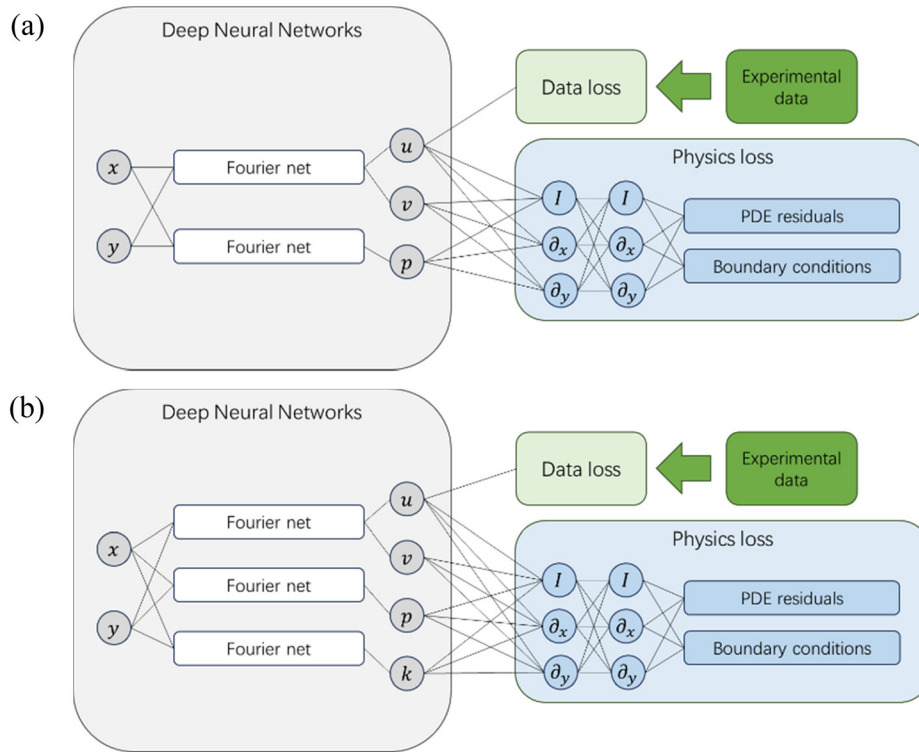 (a)
Deep Neural Networks
x
y
Fourier net
Fourier net
u
v
p
Data loss
Experimental
data
Physics loss
I
∂x
∂y
I
∂x
∂y
PDE residuals
Boundary conditions
(b)
Deep Neural Networks
x
y
Fourier net
Fourier net
Fourier net
u
v
p
k
Data loss
Experimental
data
Physics loss
I
∂x
∂y
I
∂x
∂y
PDE residuals
Boundary conditions